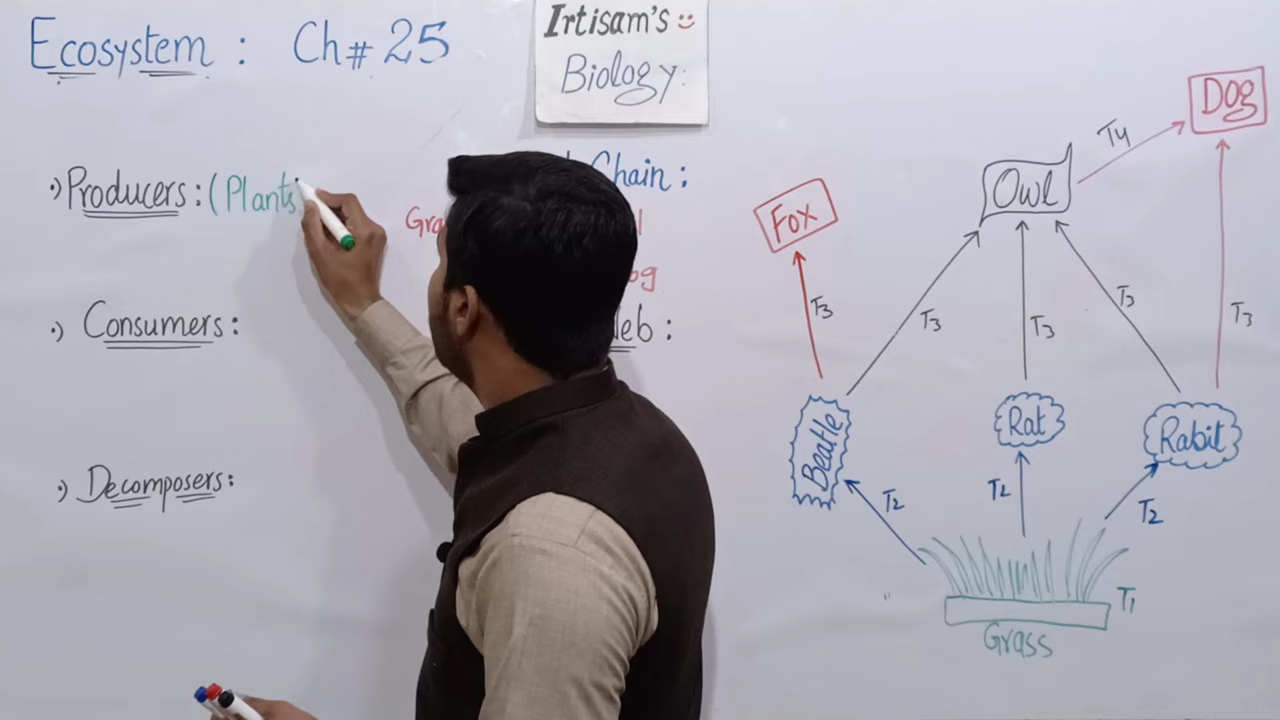 Ecosystem : Ch# 25
Irtisam's
Biology:
•) Producers : ( Plants
Chain :
•) Consumers :
•) Decomposers :
Dog
T4
Owl
Fox
T3
T3
T3
T3
T3
Beatle
Rat
Rabit
T2
T2
T2
T1
Grass